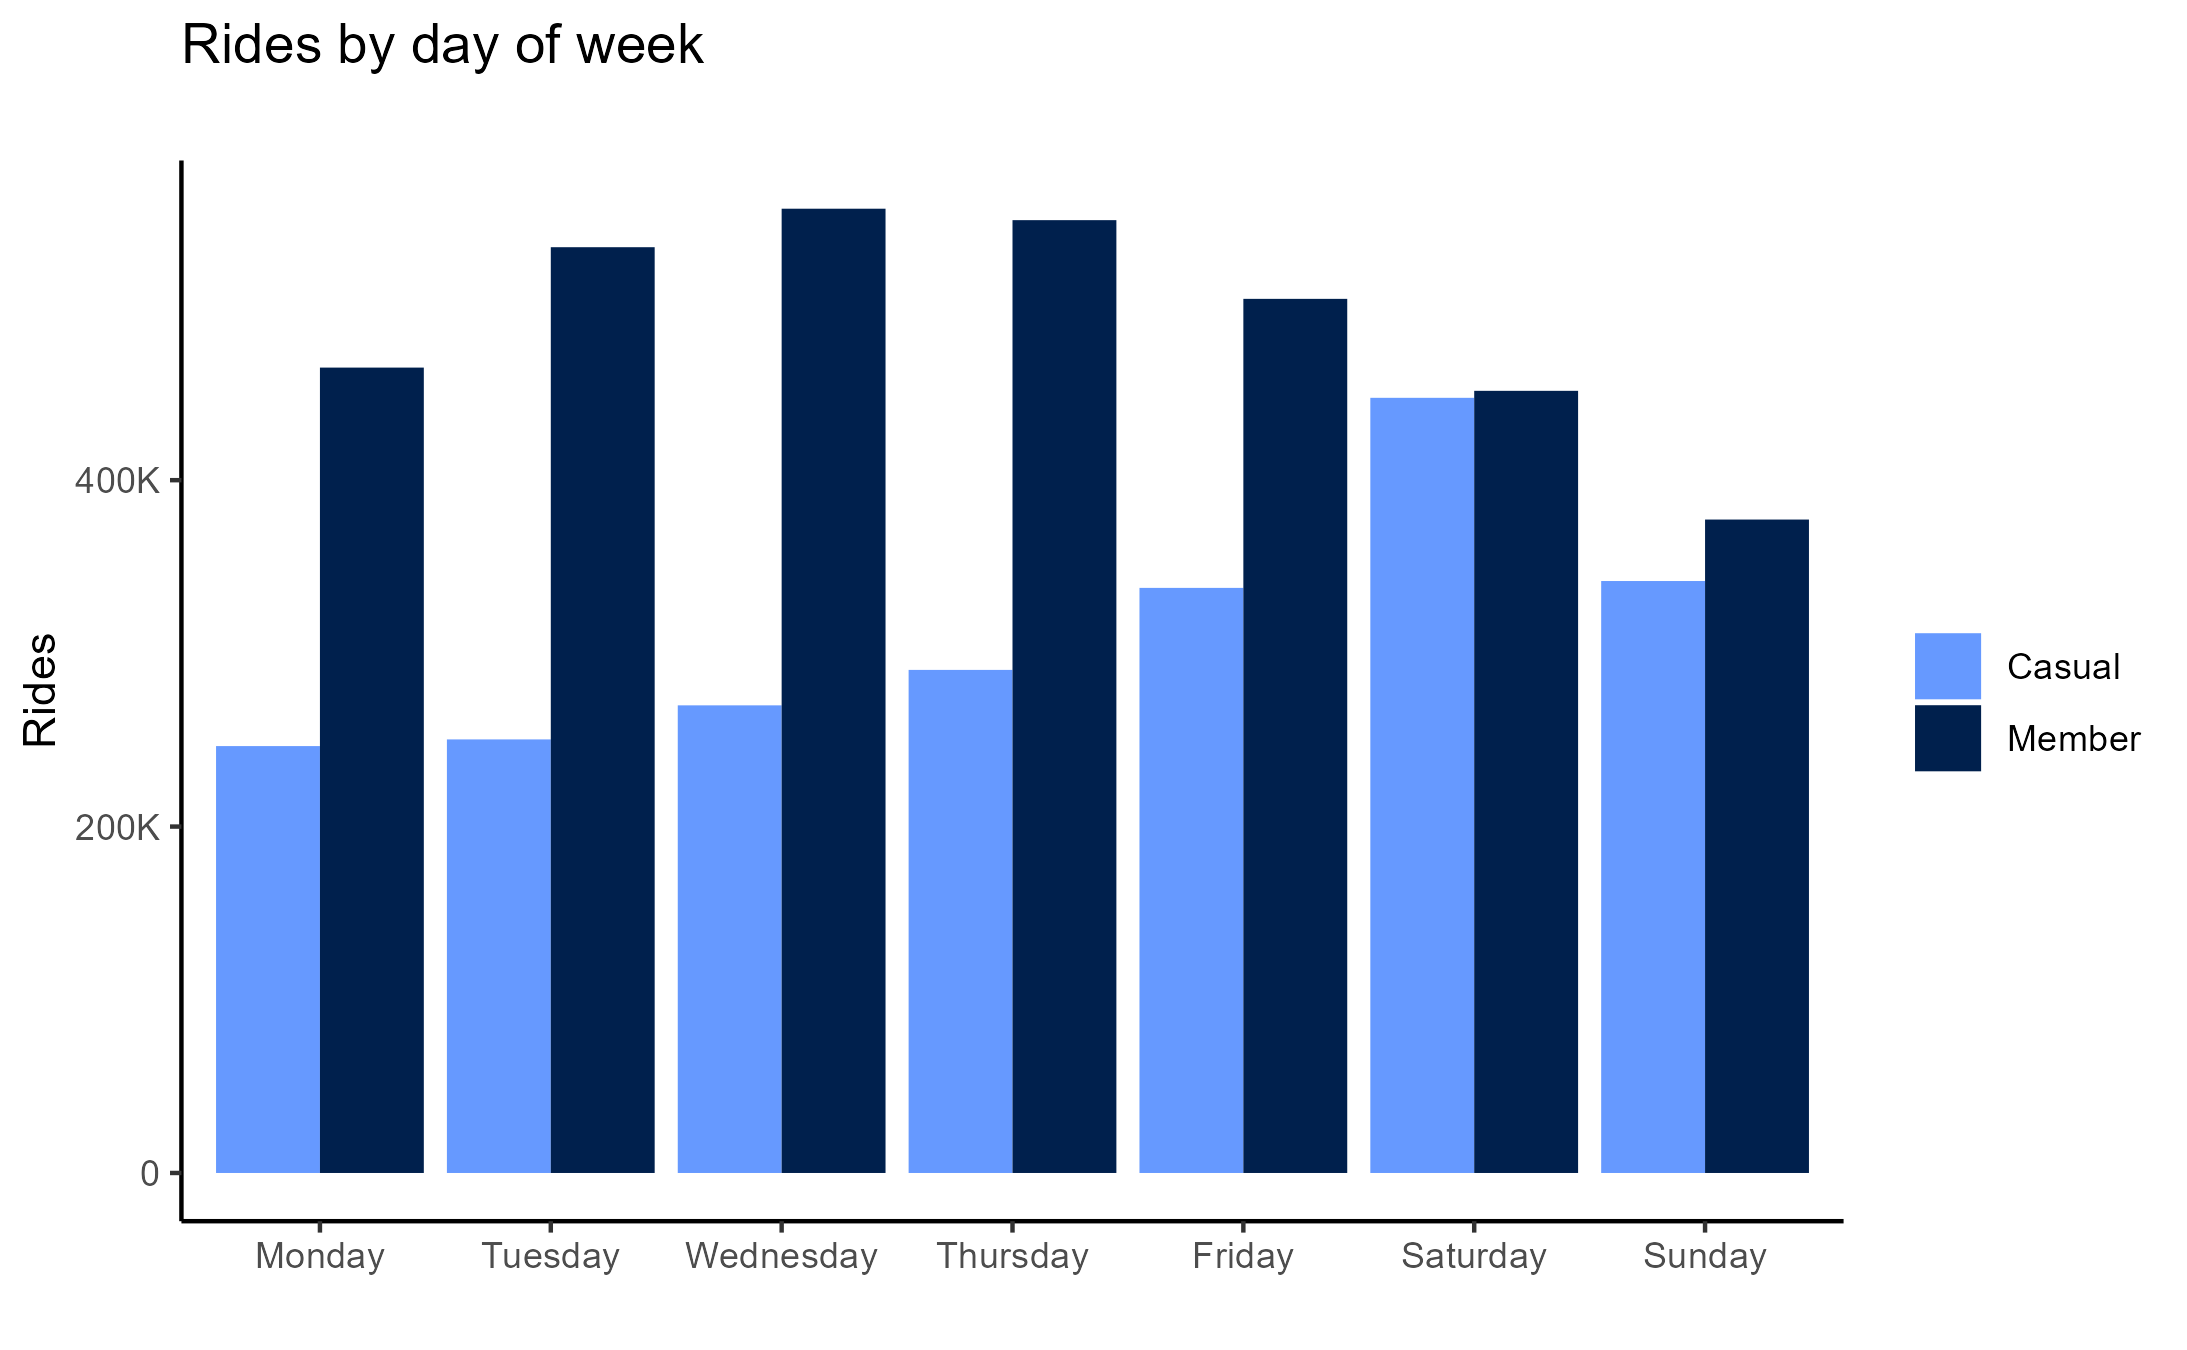 Rides by day of week
Rides
400K
200K
0
Monday Tuesday Wednesday Thursday Friday Saturday Sunday
Casual
Member